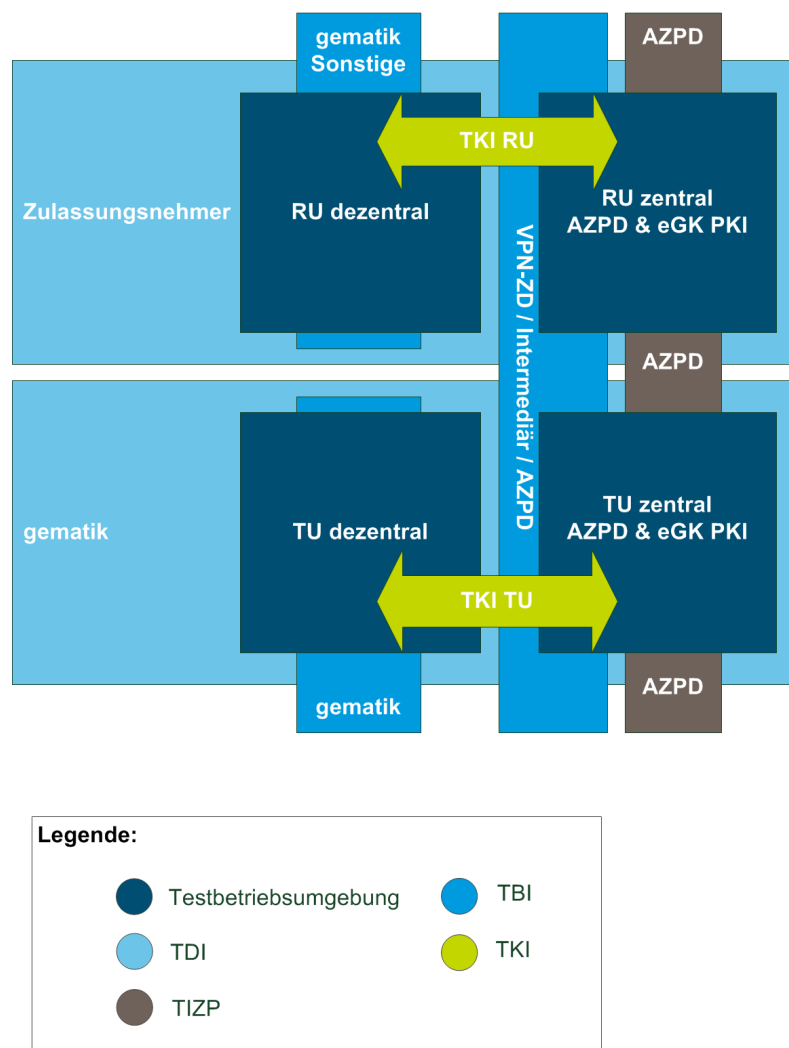 gematik
Sonstige
AZPD
TKI RU
Zulassungsnehmer
RU dezentral
RU zentral
AZPD & eGK PKI
VPN-ZD / Intermediär / AZPD
AZPD
gematik
TU dezentral
TU zentral
AZPD & eGK PKI
TKI TU
gematik
AZPD
Legende:
Testbetriebsumgebung
TBI
TDI
TKI
TIZP